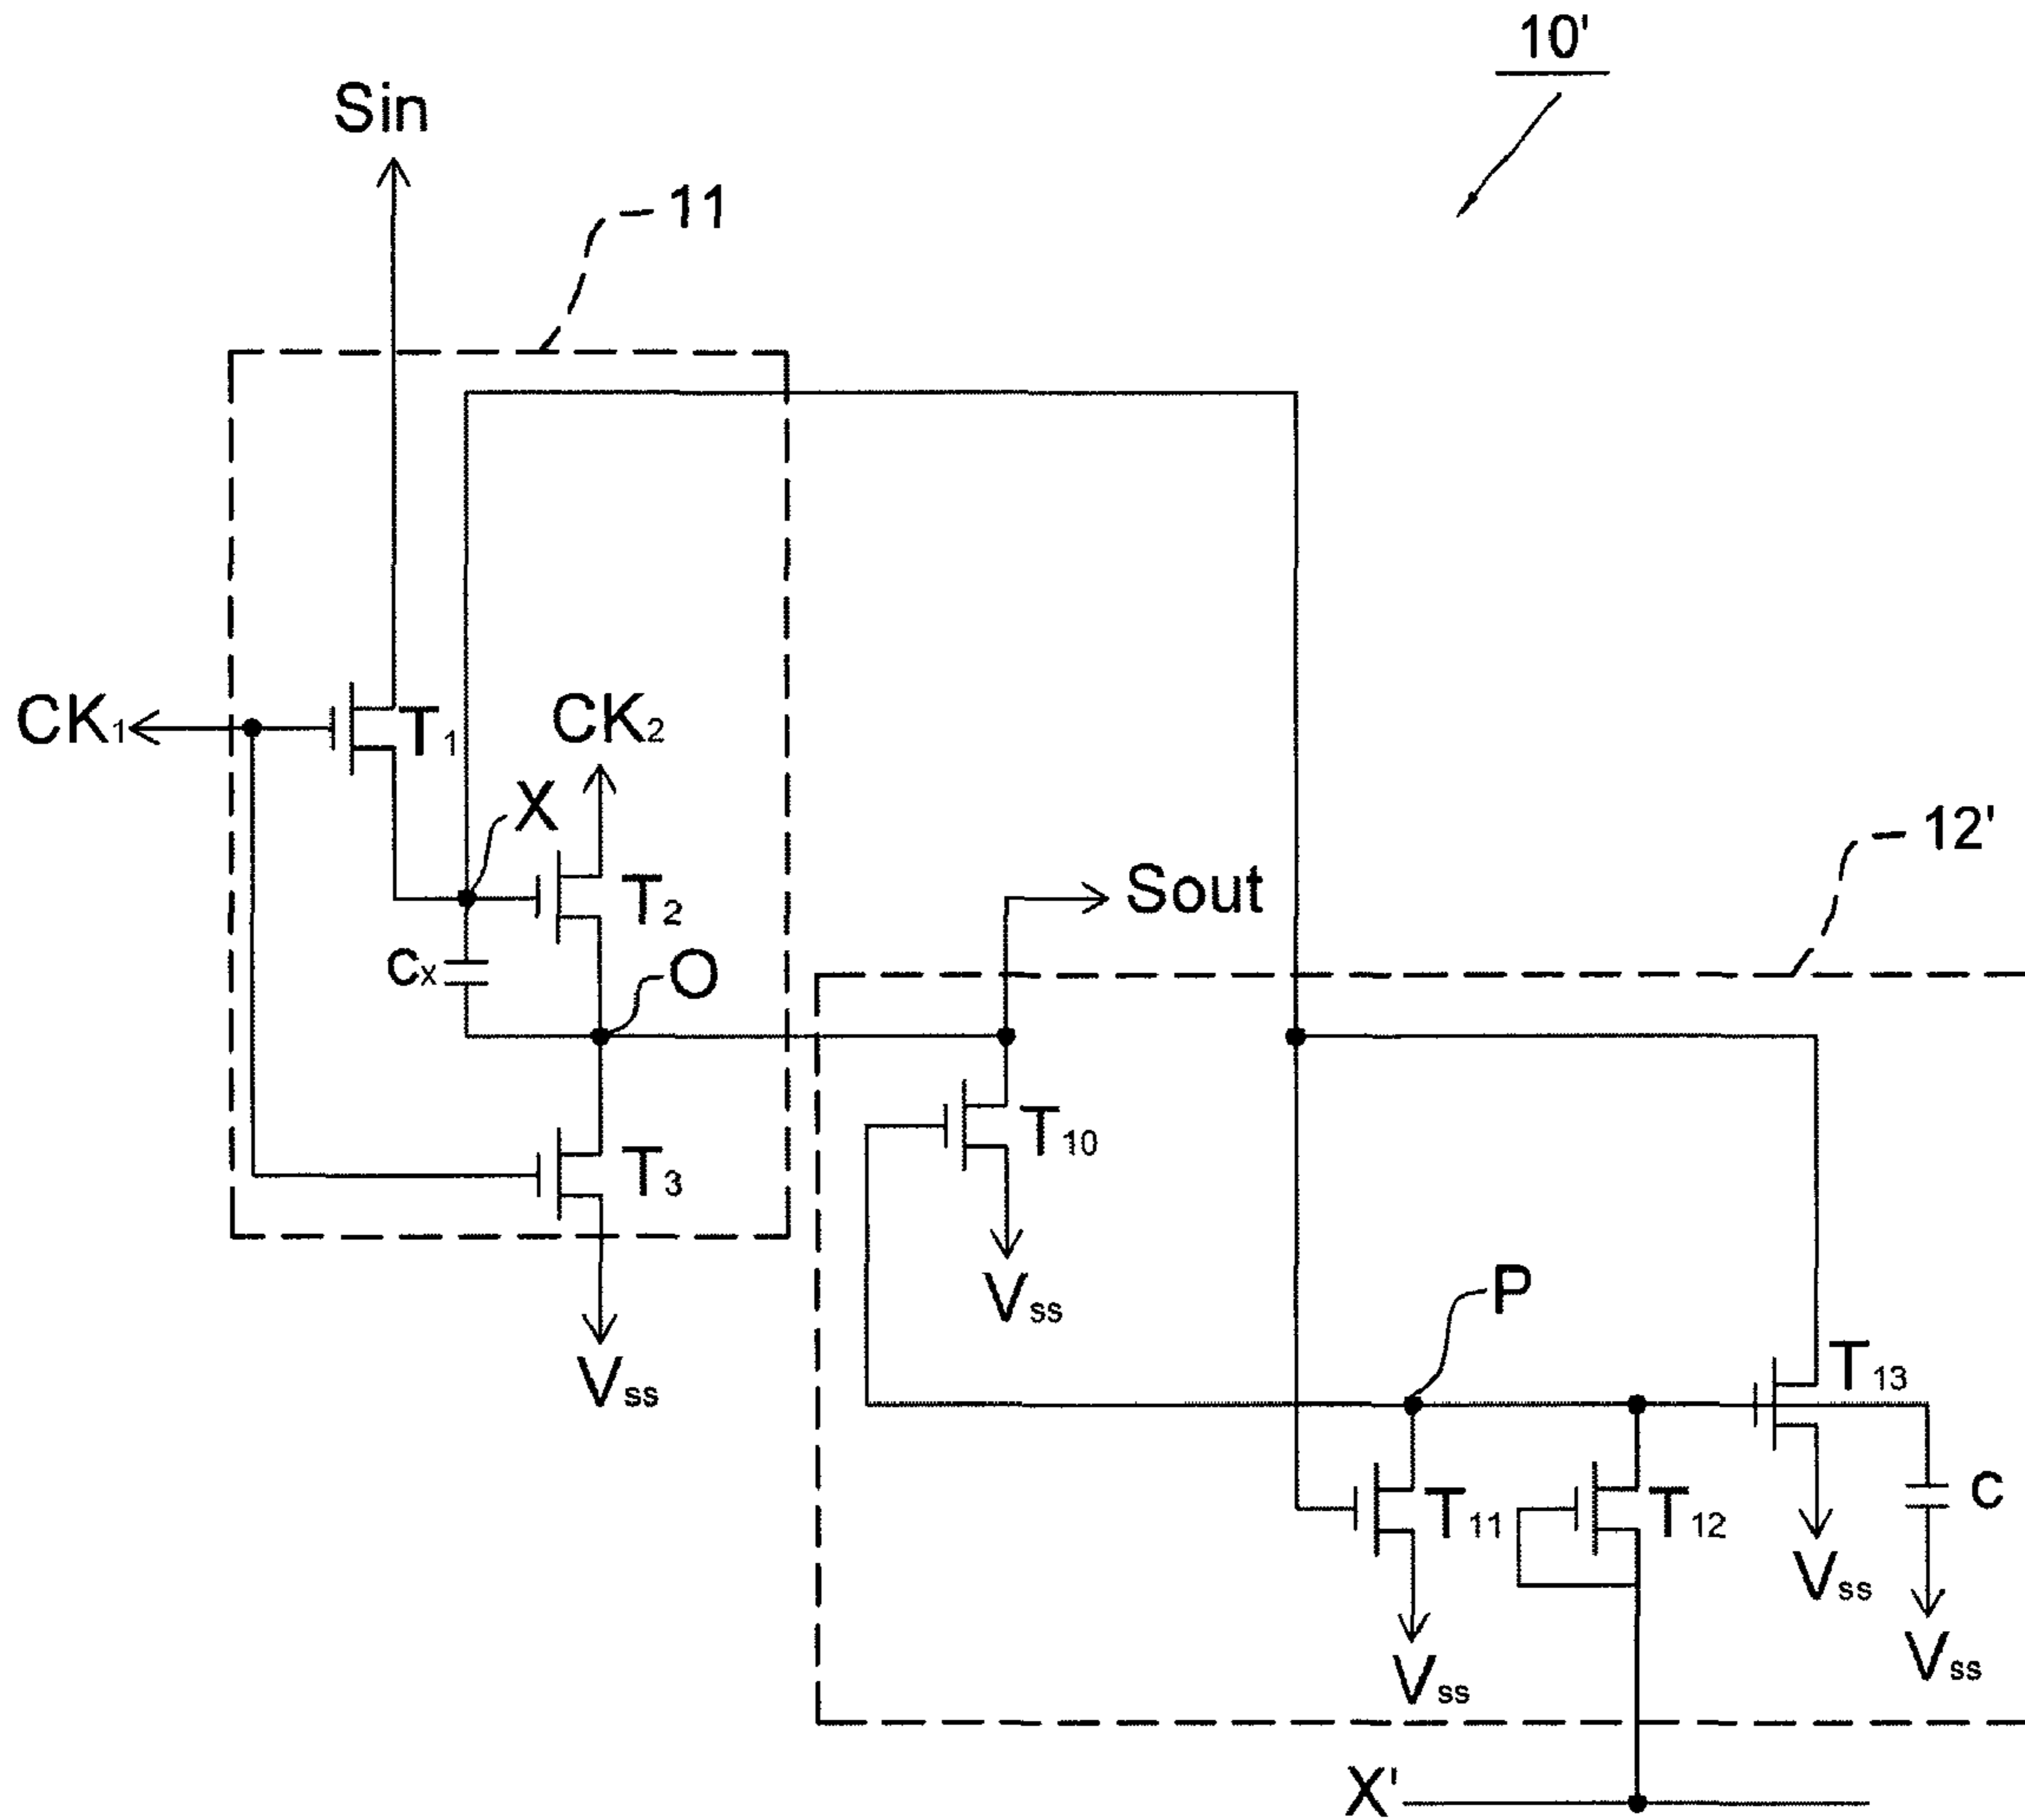 10'
Sin
11
CK1
T1
CK2
X
T2
12'
Sout
Cx
O
T10
T3
Vss
P
Vss
T13
T11
T12
C
Vss
Vss
Vss
X'